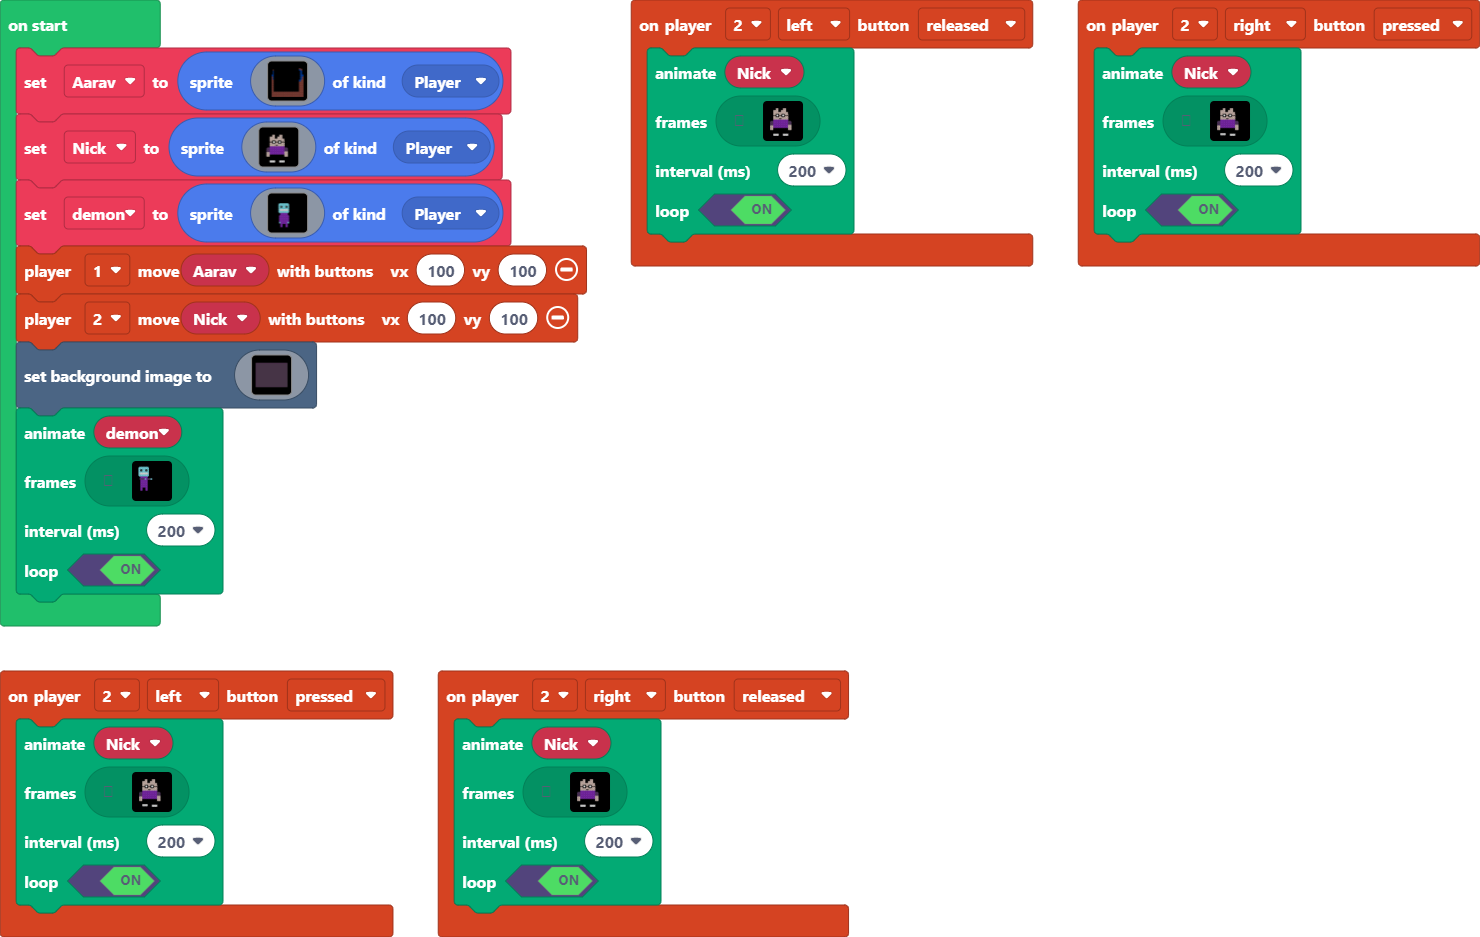 on start
set Aarav to sprite of kind Player
set Nick to sprite of kind Player
set demon to sprite of kind Player
player 1 move Aarav with buttons vx 100 vy 100
player 2 move Nick with buttons vx 100 vy 100
set background image to
animate demon
frames
interval (ms) 200
loop ON
on player 2 left button released
animate Nick
frames
interval (ms) 200
loop ON
on player 2 right button pressed
animate Nick
frames
interval (ms) 200
loop ON
on player 2 left button pressed
animate Nick
frames
interval (ms) 200
loop ON
on player 2 right button released
animate Nick
frames
interval (ms) 200
loop ON